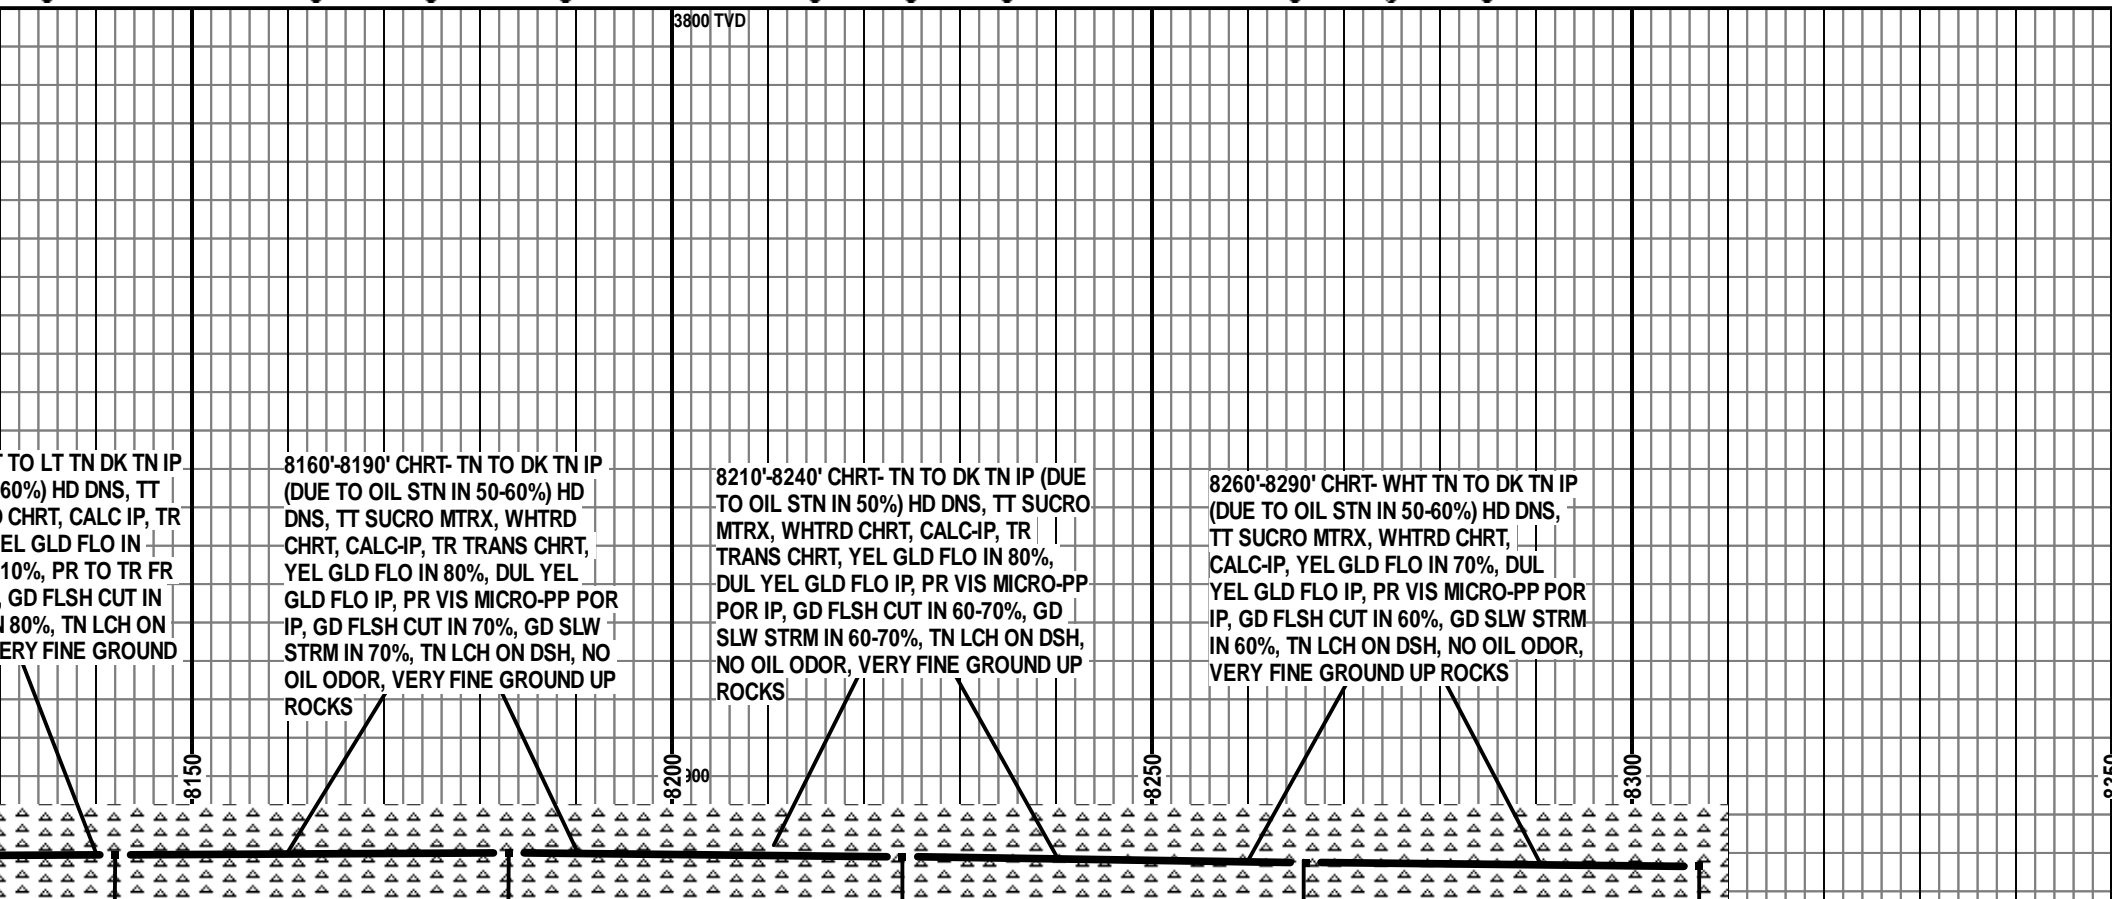 3800 TVD
TO LT TN DK TN IP
60%) HD DNS, TT
CHRT, CALC IP, TR
EL GLD FLO IN
10%, PR TO TR FR
, GD FLSH CUT IN
80%, TN LCH ON
ERY FINE GROUND
8160'-8190' CHRT- TN TO DK TN IP
(DUE TO OIL STN IN 50-60%) HD
DNS, TT SUCRO MTRX, WHTRD
CHRT, CALC-IP, TR TRANS CHRT,
YEL GLD FLO IN 80%, DUL YEL
GLD FLO IP, PR VIS MICRO-PP POR
IP, GD FLSH CUT IN 70%, GD SLW
STRM IN 70%, TN LCH ON DSH, NO
OIL ODOR, VERY FINE GROUND UP
ROCKS
8210'-8240' CHRT- TN TO DK TN IP (DUE
TO OIL STN IN 50%) HD DNS, TT SUCRO
MTRX, WHTRD CHRT, CALC-IP, TR
TRANS CHRT, YEL GLD FLO IN 80%,
DUL YEL GLD FLO IP, PR VIS MICRO-PP
POR IP, GD FLSH CUT IN 60-70%, GD
SLW STRM IN 60-70%, TN LCH ON DSH,
NO OIL ODOR, VERY FINE GROUND UP
ROCKS
8260'-8290' CHRT- WHT TN TO DK TN IP
(DUE TO OIL STN IN 50-60%) HD DNS,
TT SUCRO MTRX, WHTRD CHRT,
CALC-IP, YEL GLD FLO IN 70%, DUL
YEL GLD FLO IP, PR VIS MICRO-PP POR
IP, GD FLSH CUT IN 60%, GD SLW STRM
IN 60%, TN LCH ON DSH, NO OIL ODOR,
VERY FINE GROUND UP ROCKS
8150
8200
900
8250
8300
8350